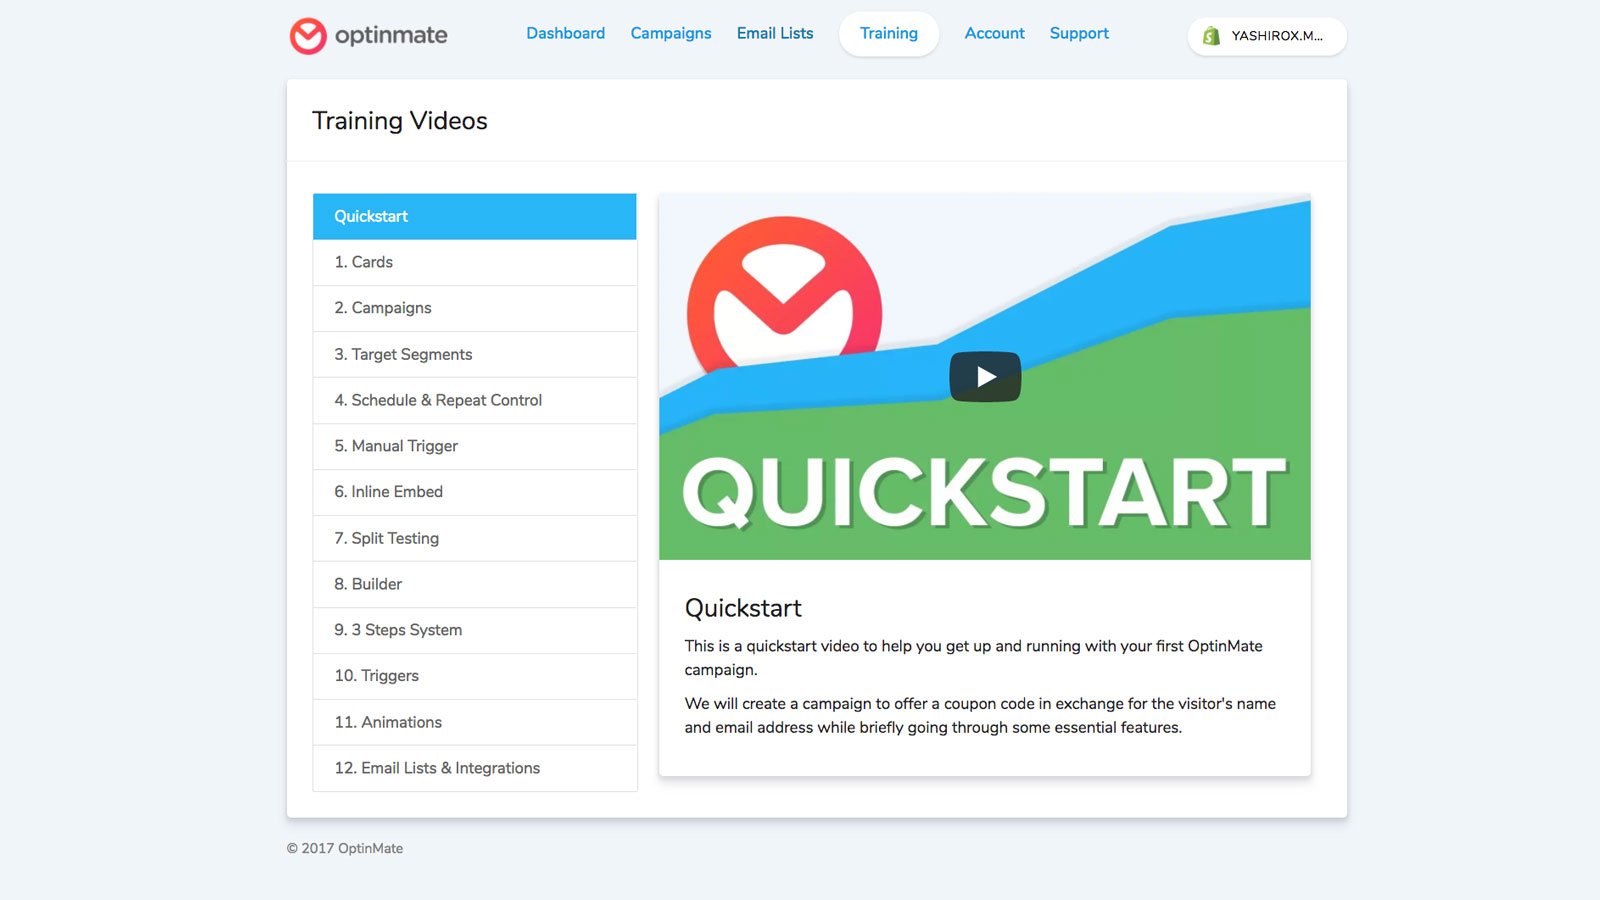 optinmate
Dashboard
Campaigns
Email Lists
Training
Account
Support
YASHIROX.M...
Training Videos
Quickstart
1. Cards
2. Campaigns
3. Target Segments
4. Schedule & Repeat Control
5. Manual Trigger
6. Inline Embed
7. Split Testing
8. Builder
9. 3 Steps System
10. Triggers
11. Animations
12. Email Lists & Integrations
QUICKSTART
Quickstart
This is a quickstart video to help you get up and running with your first OptinMate
campaign.
We will create a campaign to offer a coupon code in exchange for the visitor's name
and email address while briefly going through some essential features.
© 2017 OptinMate